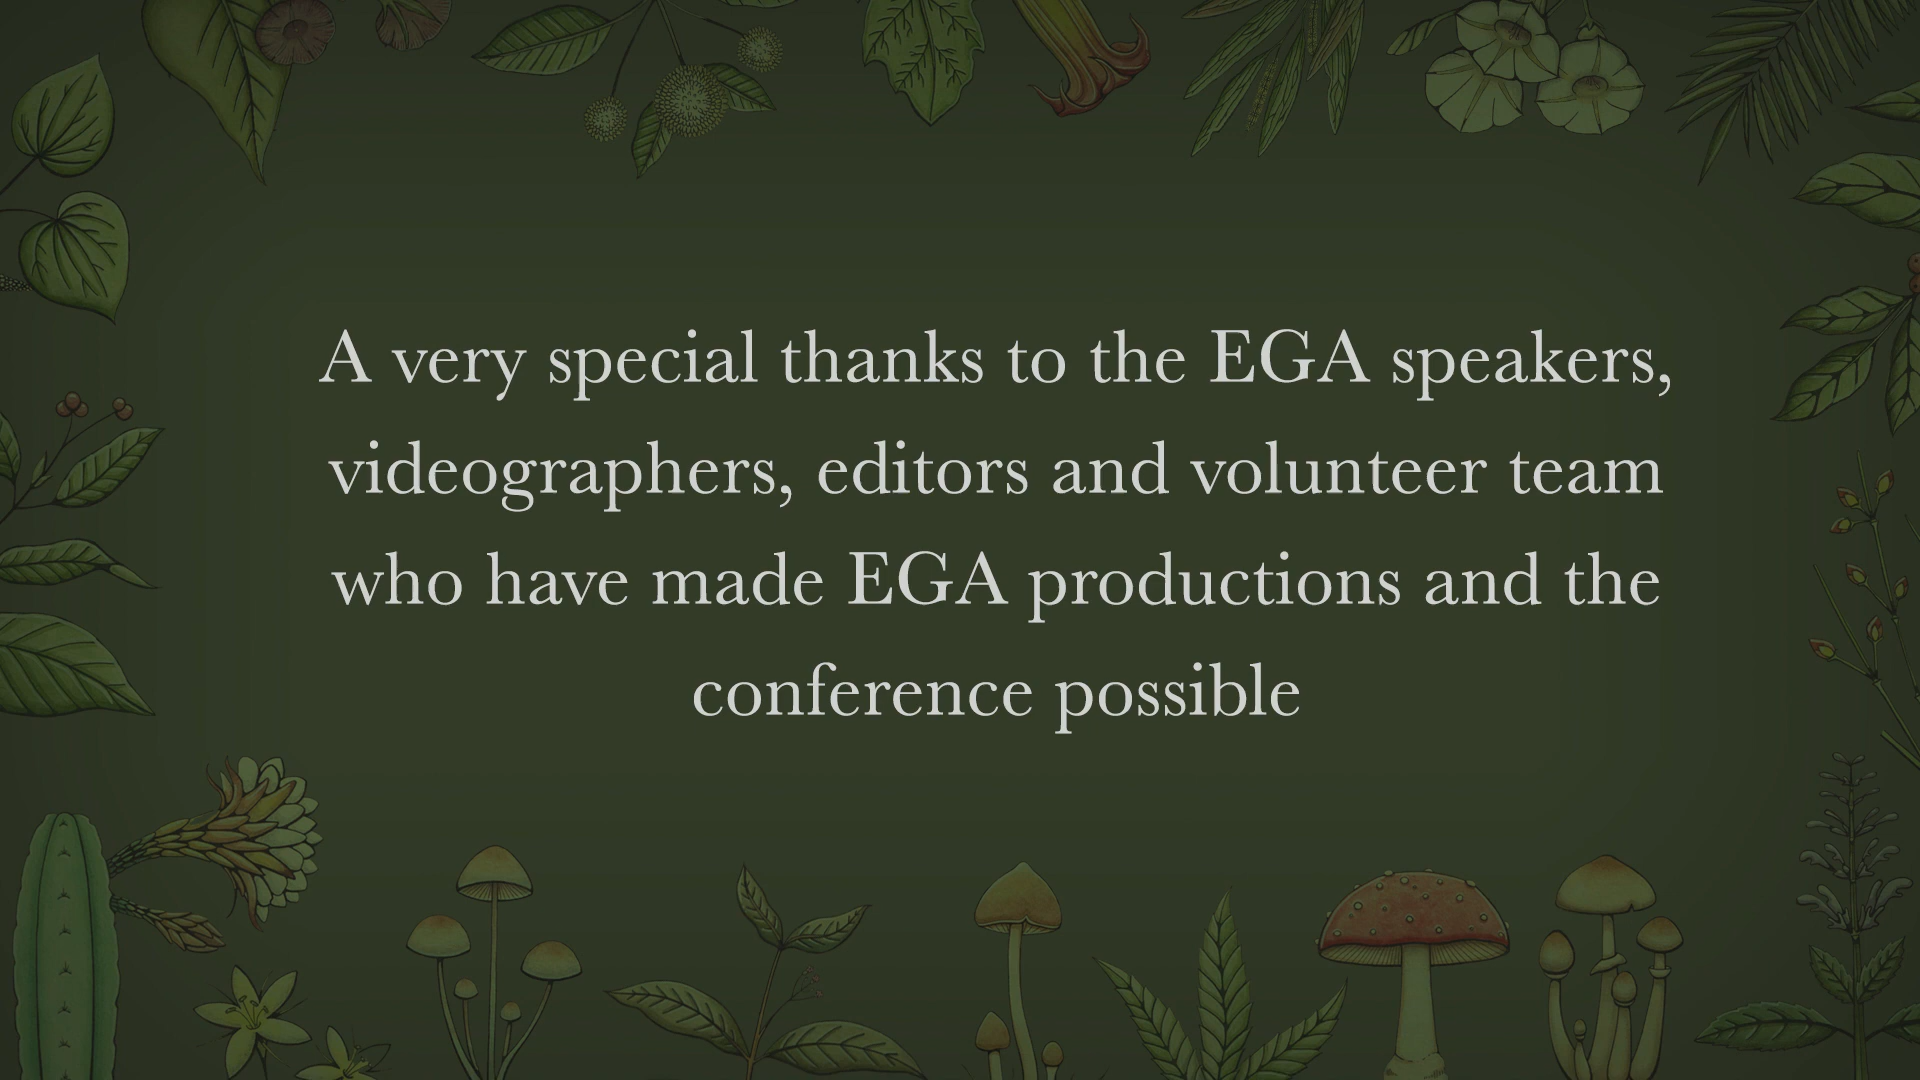 A very special thanks to the EGA speakers,
videographers, editors and volunteer team
who have made EGA productions and the
conference possible